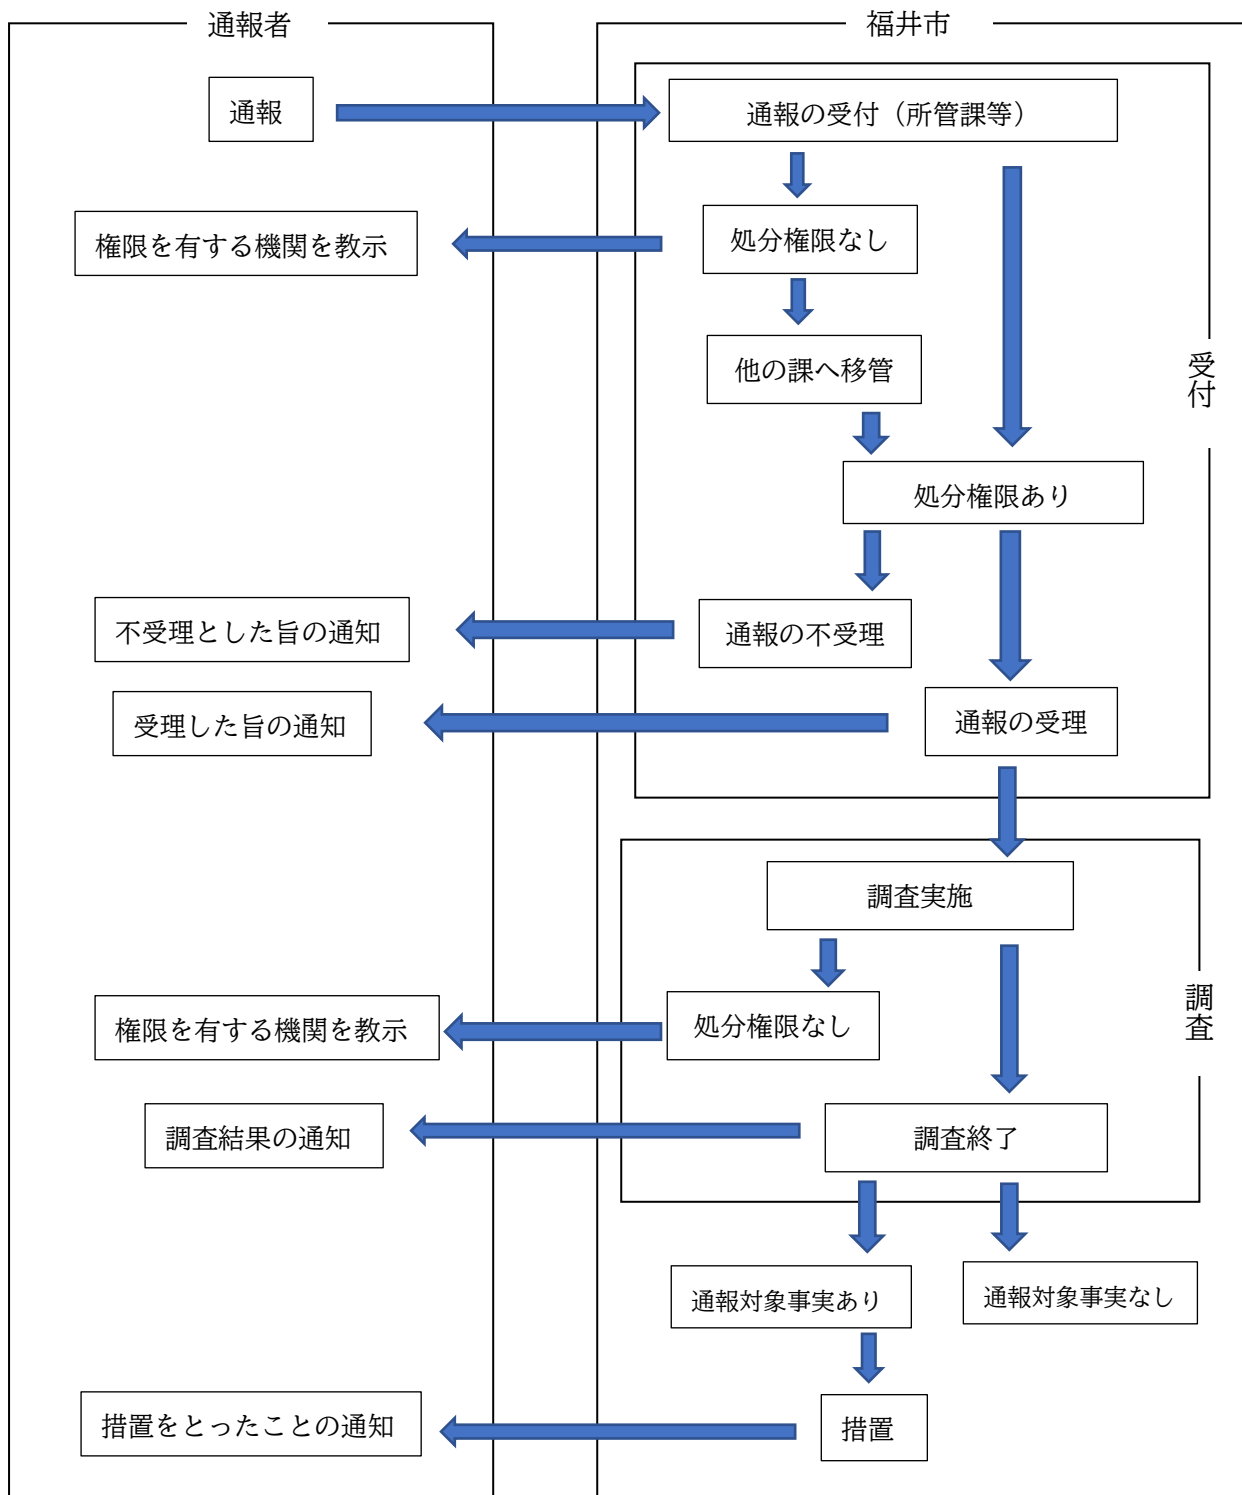 通報者
福井市
通報
通報の受付（所管課等）
権限を有する機関を教示
処分権限なし
他の課へ移管
受付
処分権限あり
不受理とした旨の通知
通報の不受理
受理した旨の通知
通報の受理
調査実施
調査
権限を有する機関を教示
処分権限なし
調査結果の通知
調査終了
通報対象事実あり
通報対象事実なし
措置をとったことの通知
措置